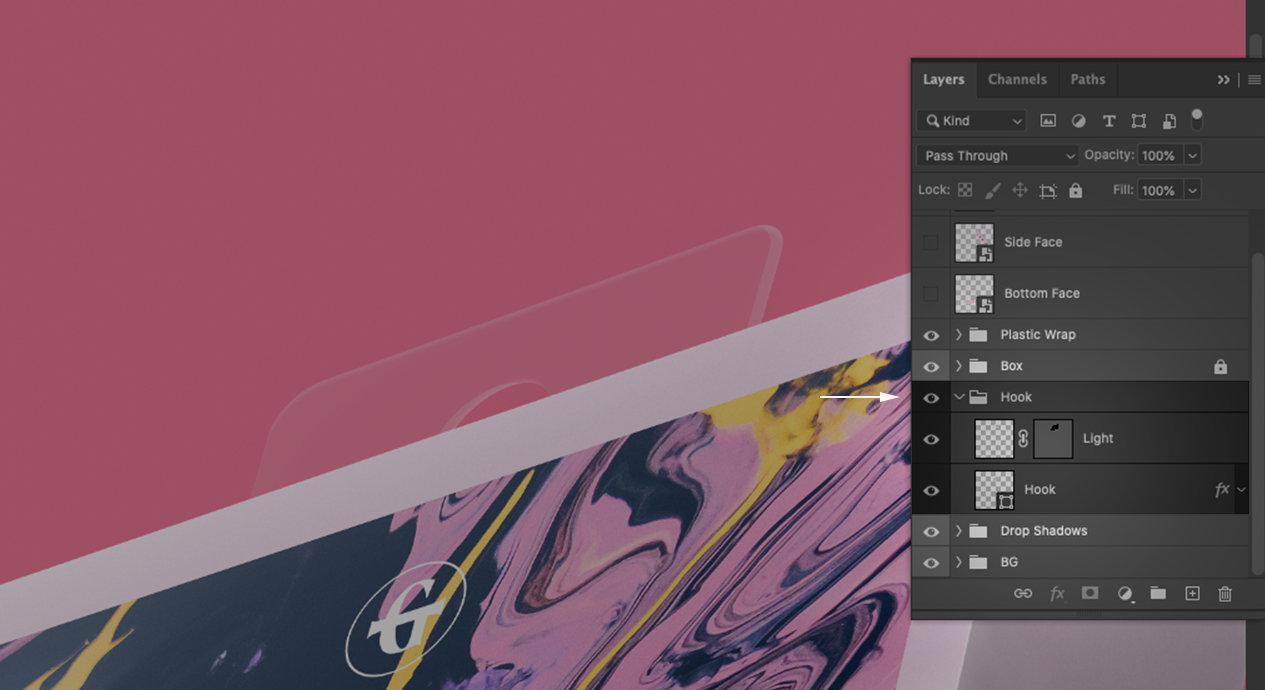 Layers Channels Paths
Kind
Pass Through Opacity: 100%
Lock: Fill: 100%
Side Face
Bottom Face
Plastic Wrap
Box
Hook
Light
Hook fx
Drop Shadows
BG
fx
G